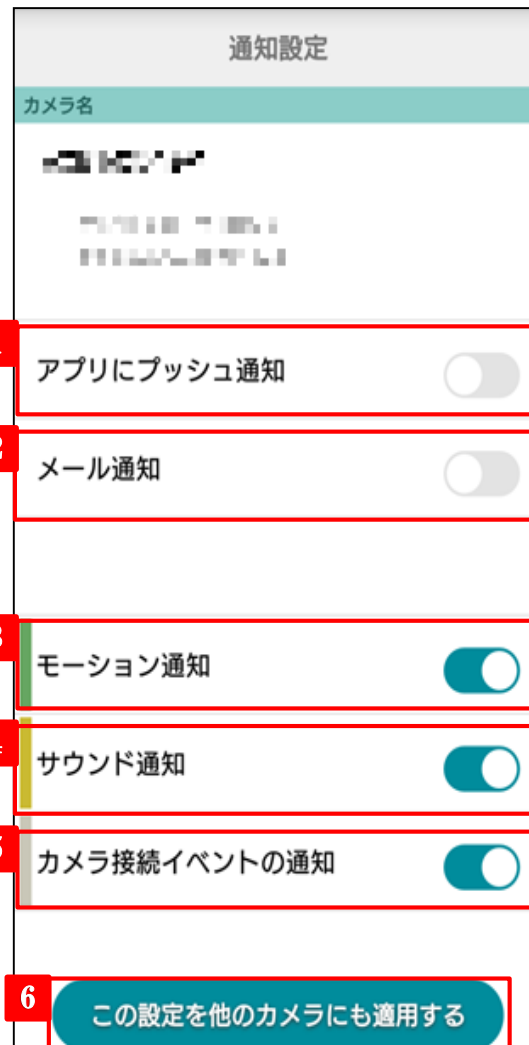 通知設定
カメラ名
アプリにプッシュ通知
2
メール通知
3
モーション通知
サウンド通知
5
カメラ接続イベントの通知
6
この設定を他のカメラにも適用する